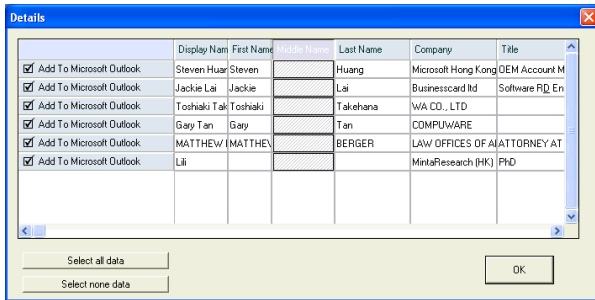 Details
Display Nam First Name Middle Name Last Name Company Title
Add To Microsoft Outlook Steven Huar Steven Huang Microsoft Hong Kong OEM Account M
Add To Microsoft Outlook Jackie Lai Jackie Lai Businesscard ltd Software RD En
Add To Microsoft Outlook Toshiaki Tak Toshiaki Takehana WA CO., LTD
Add To Microsoft Outlook Gary Tan Gary Tan COMPUWARE
Add To Microsoft Outlook MATTHEW MATTHEW BERGER LAW OFFICES OF ATTORNEY AT
Add To Microsoft Outlook Lili MintaResearch (HK) PhD
Select all data
OK
Select none data